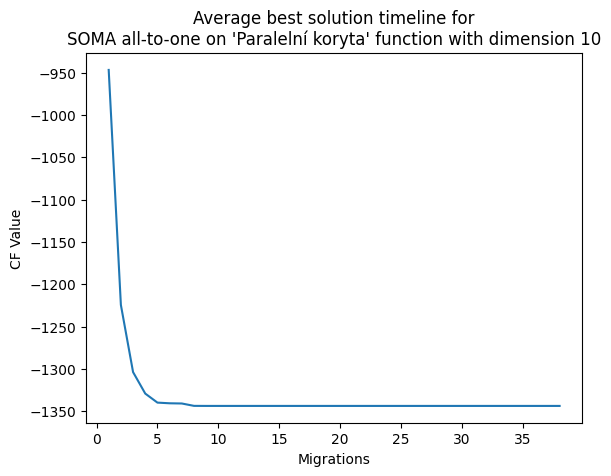 Average best solution timeline for
SOMA all-to-one on 'Paralelní koryta' function with dimension 10
CF Value
−950
−1000
−1050
−1100
−1150
−1200
−1250
−1300
−1350
0 5 10 15 20 25 30 35
Migrations